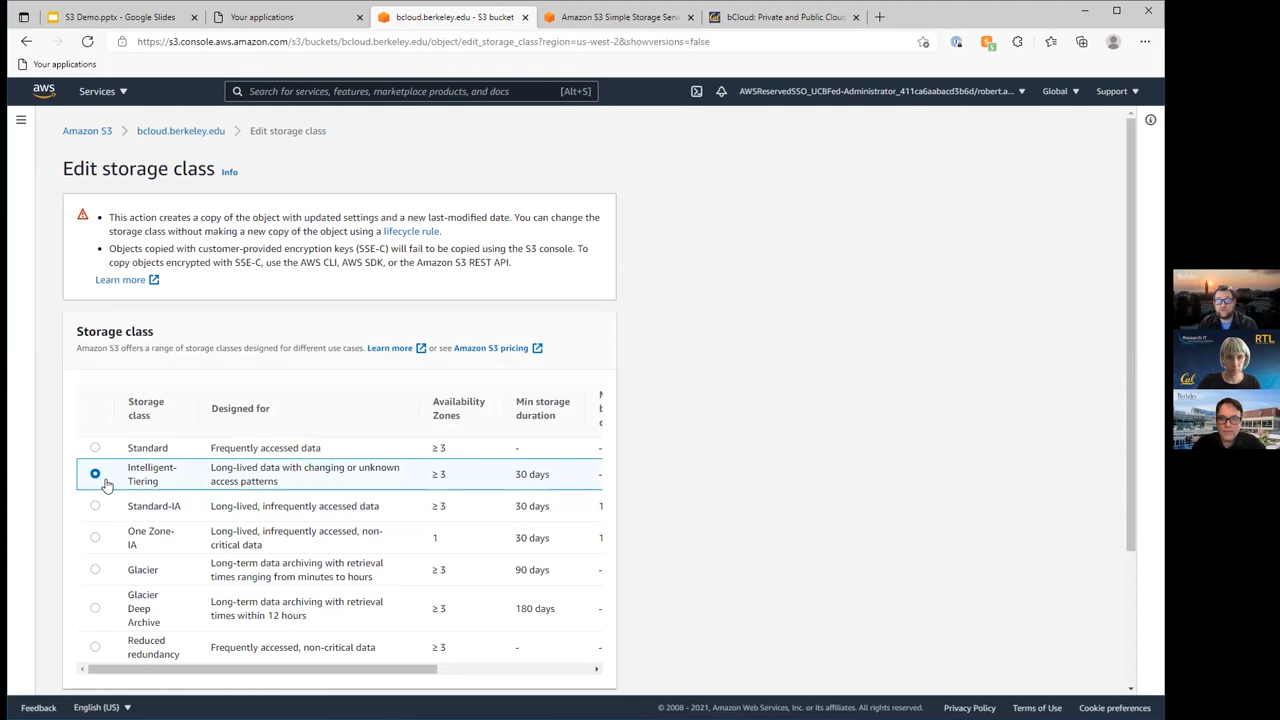 S3 Demo.pptx - Google Slides
Your applications
bcloud.berkeley.edu - S3 bucket
Amazon S3 Simple Storage Serv
bCloud: Private and Public Cloud
https://s3.console.aws.amazon.com/s3/buckets/bcloud.berkeley.edu/object/edit_storage_class?region=us-west-2&showversions=false
Your applications
aws
Services
Search for services, features, marketplace products, and docs
[Alt+S]
AWSReservedSSO_UCBFed-Administrator_411ca6aabacd3b6d/robert.a...
Global
Support
Amazon S3
bcloud.berkeley.edu
Edit storage class
Edit storage class
Info
This action creates a copy of the object with updated settings and a new last-modified date. You can change the
storage class without making a new copy of the object using a lifecycle rule.
Objects copied with customer-provided encryption keys (SSE-C) will fail to be copied using the S3 console. To
copy objects encrypted with SSE-C, use the AWS CLI, AWS SDK, or the Amazon S3 REST API.
Learn more
Storage class
Amazon S3 offers a range of storage classes designed for different use cases. Learn more or see Amazon S3 pricing
Storage
class
Designed for
Availability
Zones
Min storage
duration
Standard
Frequently accessed data
≥ 3
-
-
Intelligent-
Tiering
Long-lived data with changing or unknown
access patterns
≥ 3
30 days
-
Standard-IA
Long-lived, infrequently accessed data
≥ 3
30 days
1
One Zone-
IA
Long-lived, infrequently accessed, non-
critical data
1
30 days
1
Glacier
Long-term data archiving with retrieval
times ranging from minutes to hours
≥ 3
90 days
-
Glacier
Deep
Archive
Long-term data archiving with retrieval
times within 12 hours
≥ 3
180 days
-
Reduced
redundancy
Frequently accessed, non-critical data
≥ 3
-
-
Feedback
English (US)
© 2008 - 2021, Amazon Web Services, Inc. or its affiliates. All rights reserved.
Privacy Policy
Terms of Use
Cookie preferences
Berkeley
Research IT
RTL
Cal
Berkeley